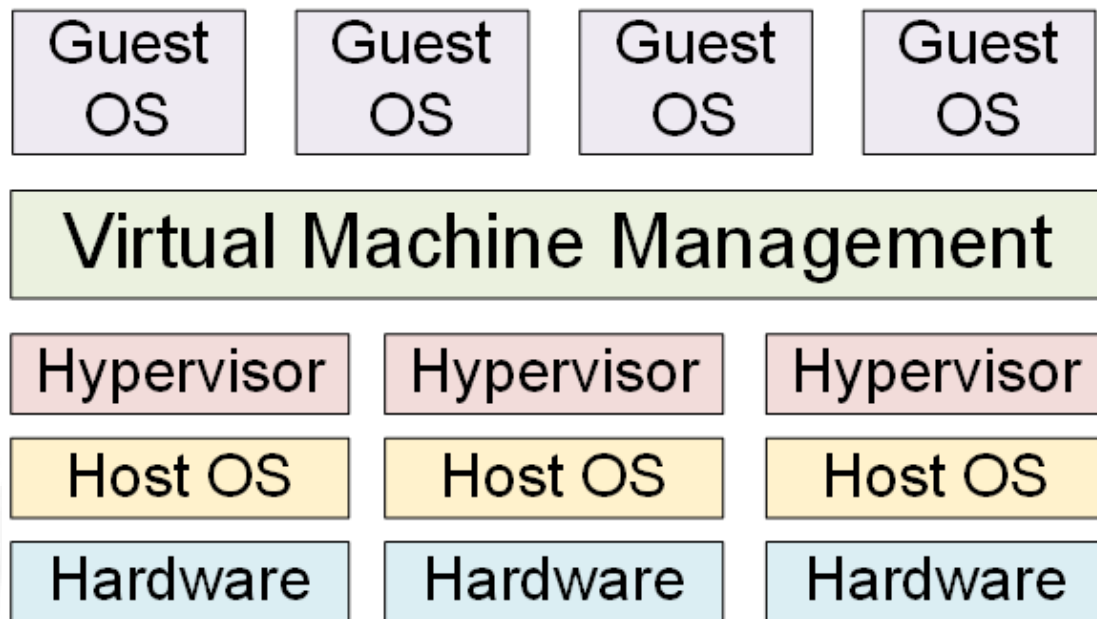 Guest Guest Guest Guest
OS OS OS OS
Virtual Machine Management
Hypervisor Hypervisor Hypervisor
Host OS Host OS Host OS
Hardware Hardware Hardware